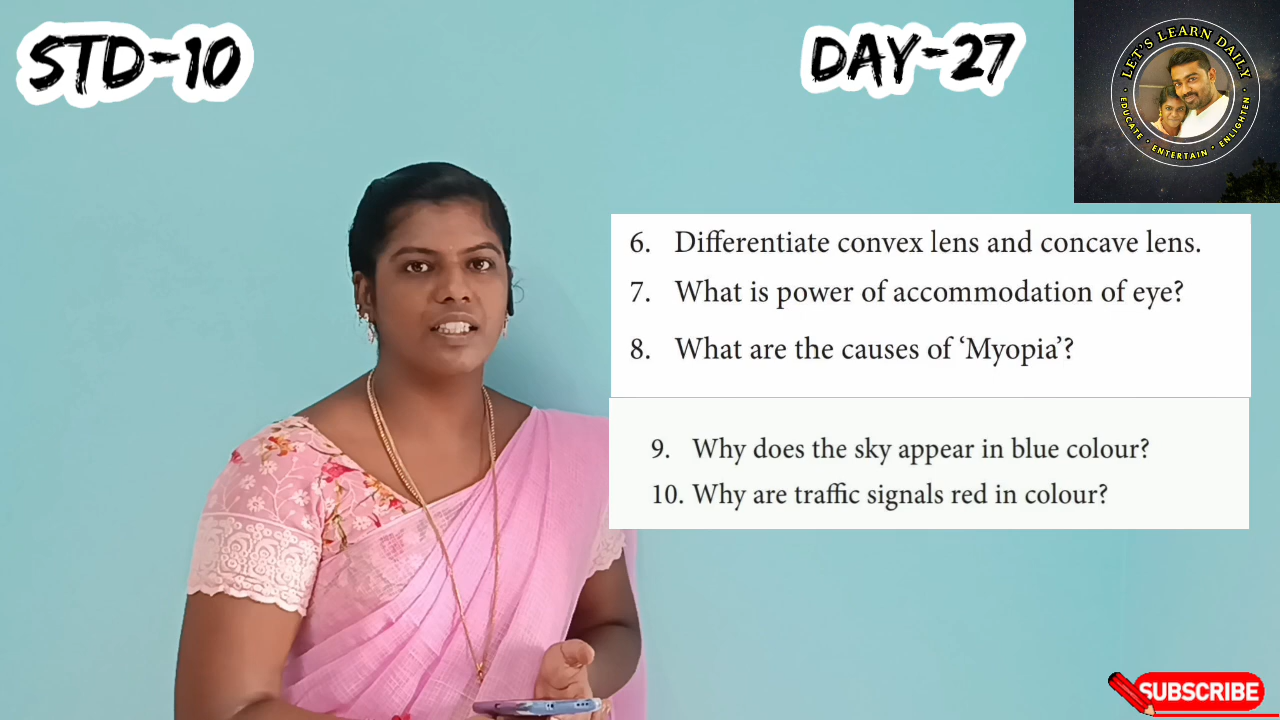 STD-10
DAY-27
LET'S LEARN DAILY
EDUCATE • ENTERTAIN • ENLIGHTEN
6. Differentiate convex lens and concave lens.
7. What is power of accommodation of eye?
8. What are the causes of ‘Myopia’?
9. Why does the sky appear in blue colour?
10. Why are traffic signals red in colour?
SUBSCRIBE